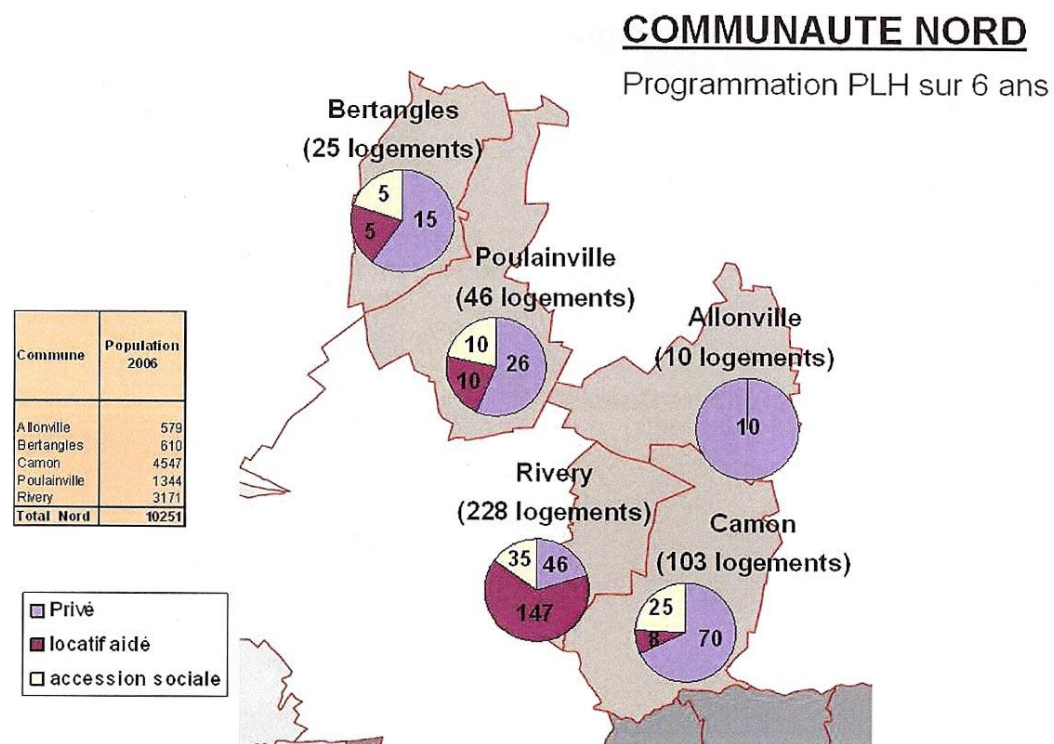 COMMUNAUTE NORD
Programmation PLH sur 6 ans
Bertangles
(25 logements)
5
15
5
Poulainville
(46 logements)
10
26
10
Allonville
(10 logements)
10
Commune Population 2006
Allonville 579
Bertangles 610
Camon 4547
Poulainville 1344
Rivery 3171
Total Nord 10251
Rivery
(228 logements)
35
46
147
Camon
(103 logements)
25
8
70
Privé
locatif aidé
accession sociale